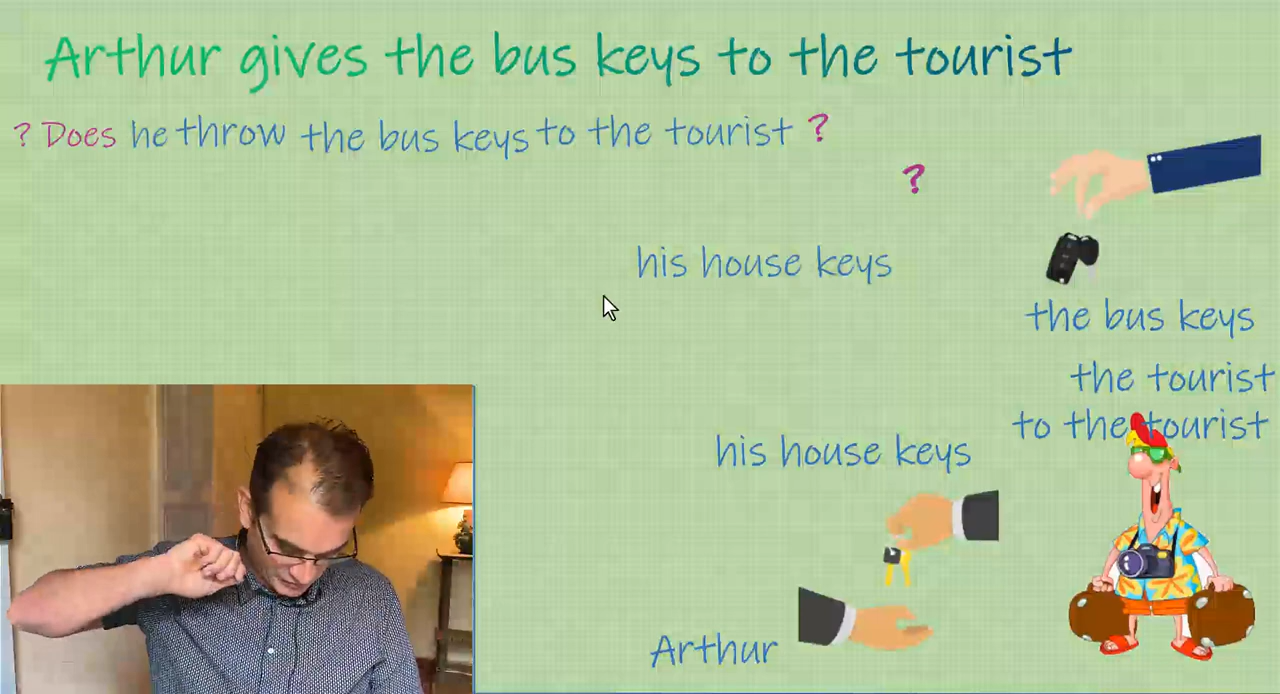 Arthur gives the bus keys to the tourist
? Does he throw the bus keys to the tourist ?
?
his house keys
the bus keys
the tourist
to the tourist
his house keys
Arthur